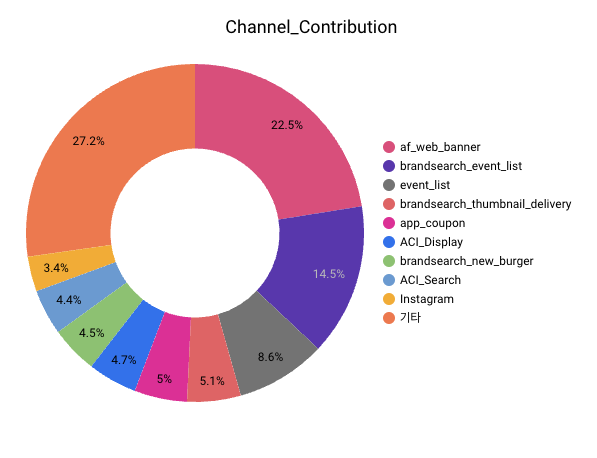 Channel_Contribution
22.5%
14.5%
8.6%
5.1%
5%
4.7%
4.5%
4.4%
3.4%
27.2%
af_web_banner
brandsearch_event_list
event_list
brandsearch_thumbnail_delivery
app_coupon
ACI_Display
brandsearch_new_burger
ACI_Search
Instagram
기타